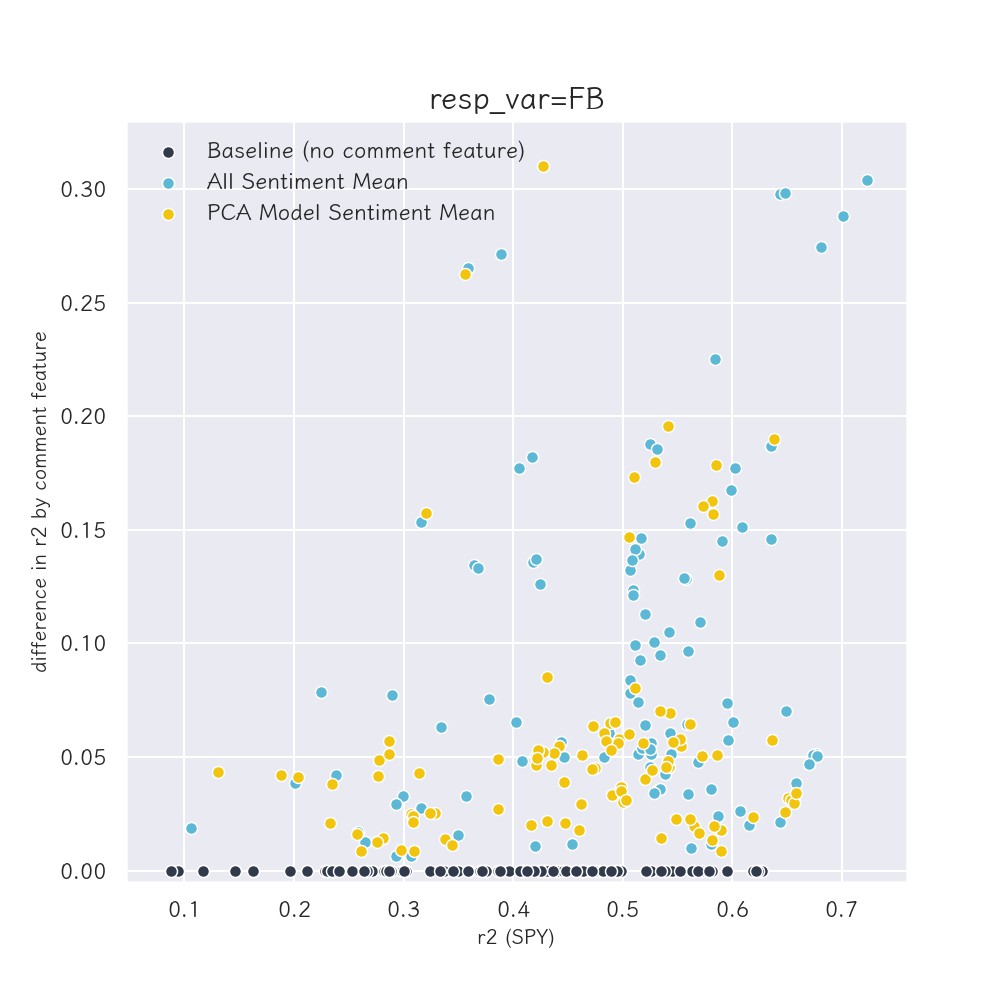 resp_var=FB
Baseline (no comment feature)
All Sentiment Mean
PCA Model Sentiment Mean
difference in r2 by comment feature
0.30
0.25
0.20
0.15
0.10
0.05
0.00
0.1 0.2 0.3 0.4 0.5 0.6 0.7
r2 (SPY)